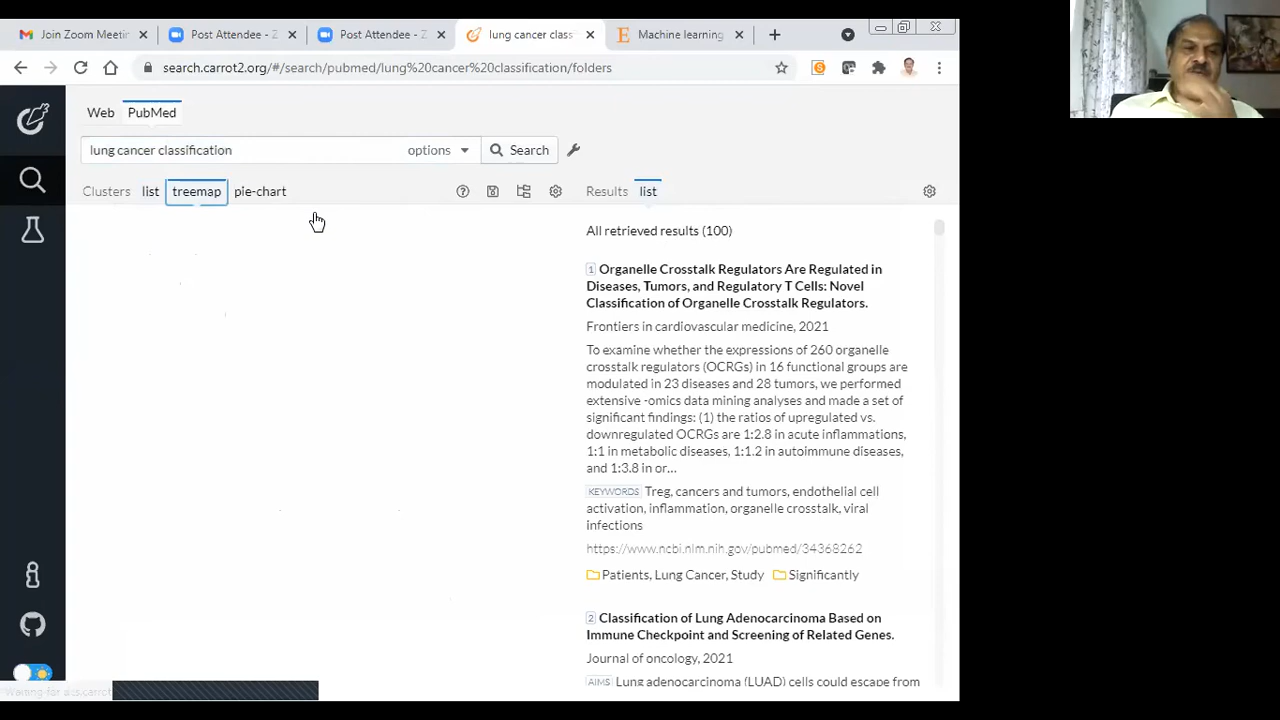 Join Zoom Meetin
Post Attendee - Z
Post Attendee - Z
lung cancer class
Machine learning
search.carrot2.org/#/search/pubmed/lung%20cancer%20classification/folders
Web PubMed
lung cancer classification options Search
Clusters list treemap pie-chart
Results list
All retrieved results (100)
1 Organelle Crosstalk Regulators Are Regulated in
Diseases, Tumors, and Regulatory T Cells: Novel
Classification of Organelle Crosstalk Regulators.
Frontiers in cardiovascular medicine, 2021
To examine whether the expressions of 260 organelle
crosstalk regulators (OCRGs) in 16 functional groups are
modulated in 23 diseases and 28 tumors, we performed
extensive -omics data mining analyses and made a set of
significant findings: (1) the ratios of upregulated vs.
downregulated OCRGs are 1:2.8 in acute inflammations,
1:1 in metabolic diseases, 1:1.2 in autoimmune diseases,
and 1:3.8 in or...
KEYWORDS Treg, cancers and tumors, endothelial cell
activation, inflammation, organelle crosstalk, viral
infections
https://www.ncbi.nlm.nih.gov/pubmed/34368262
Patients, Lung Cancer, Study Significantly
2 Classification of Lung Adenocarcinoma Based on
Immune Checkpoint and Screening of Related Genes.
Journal of oncology, 2021
AIMS Lung adenocarcinoma (LUAD) cells could escape from
Waiting for